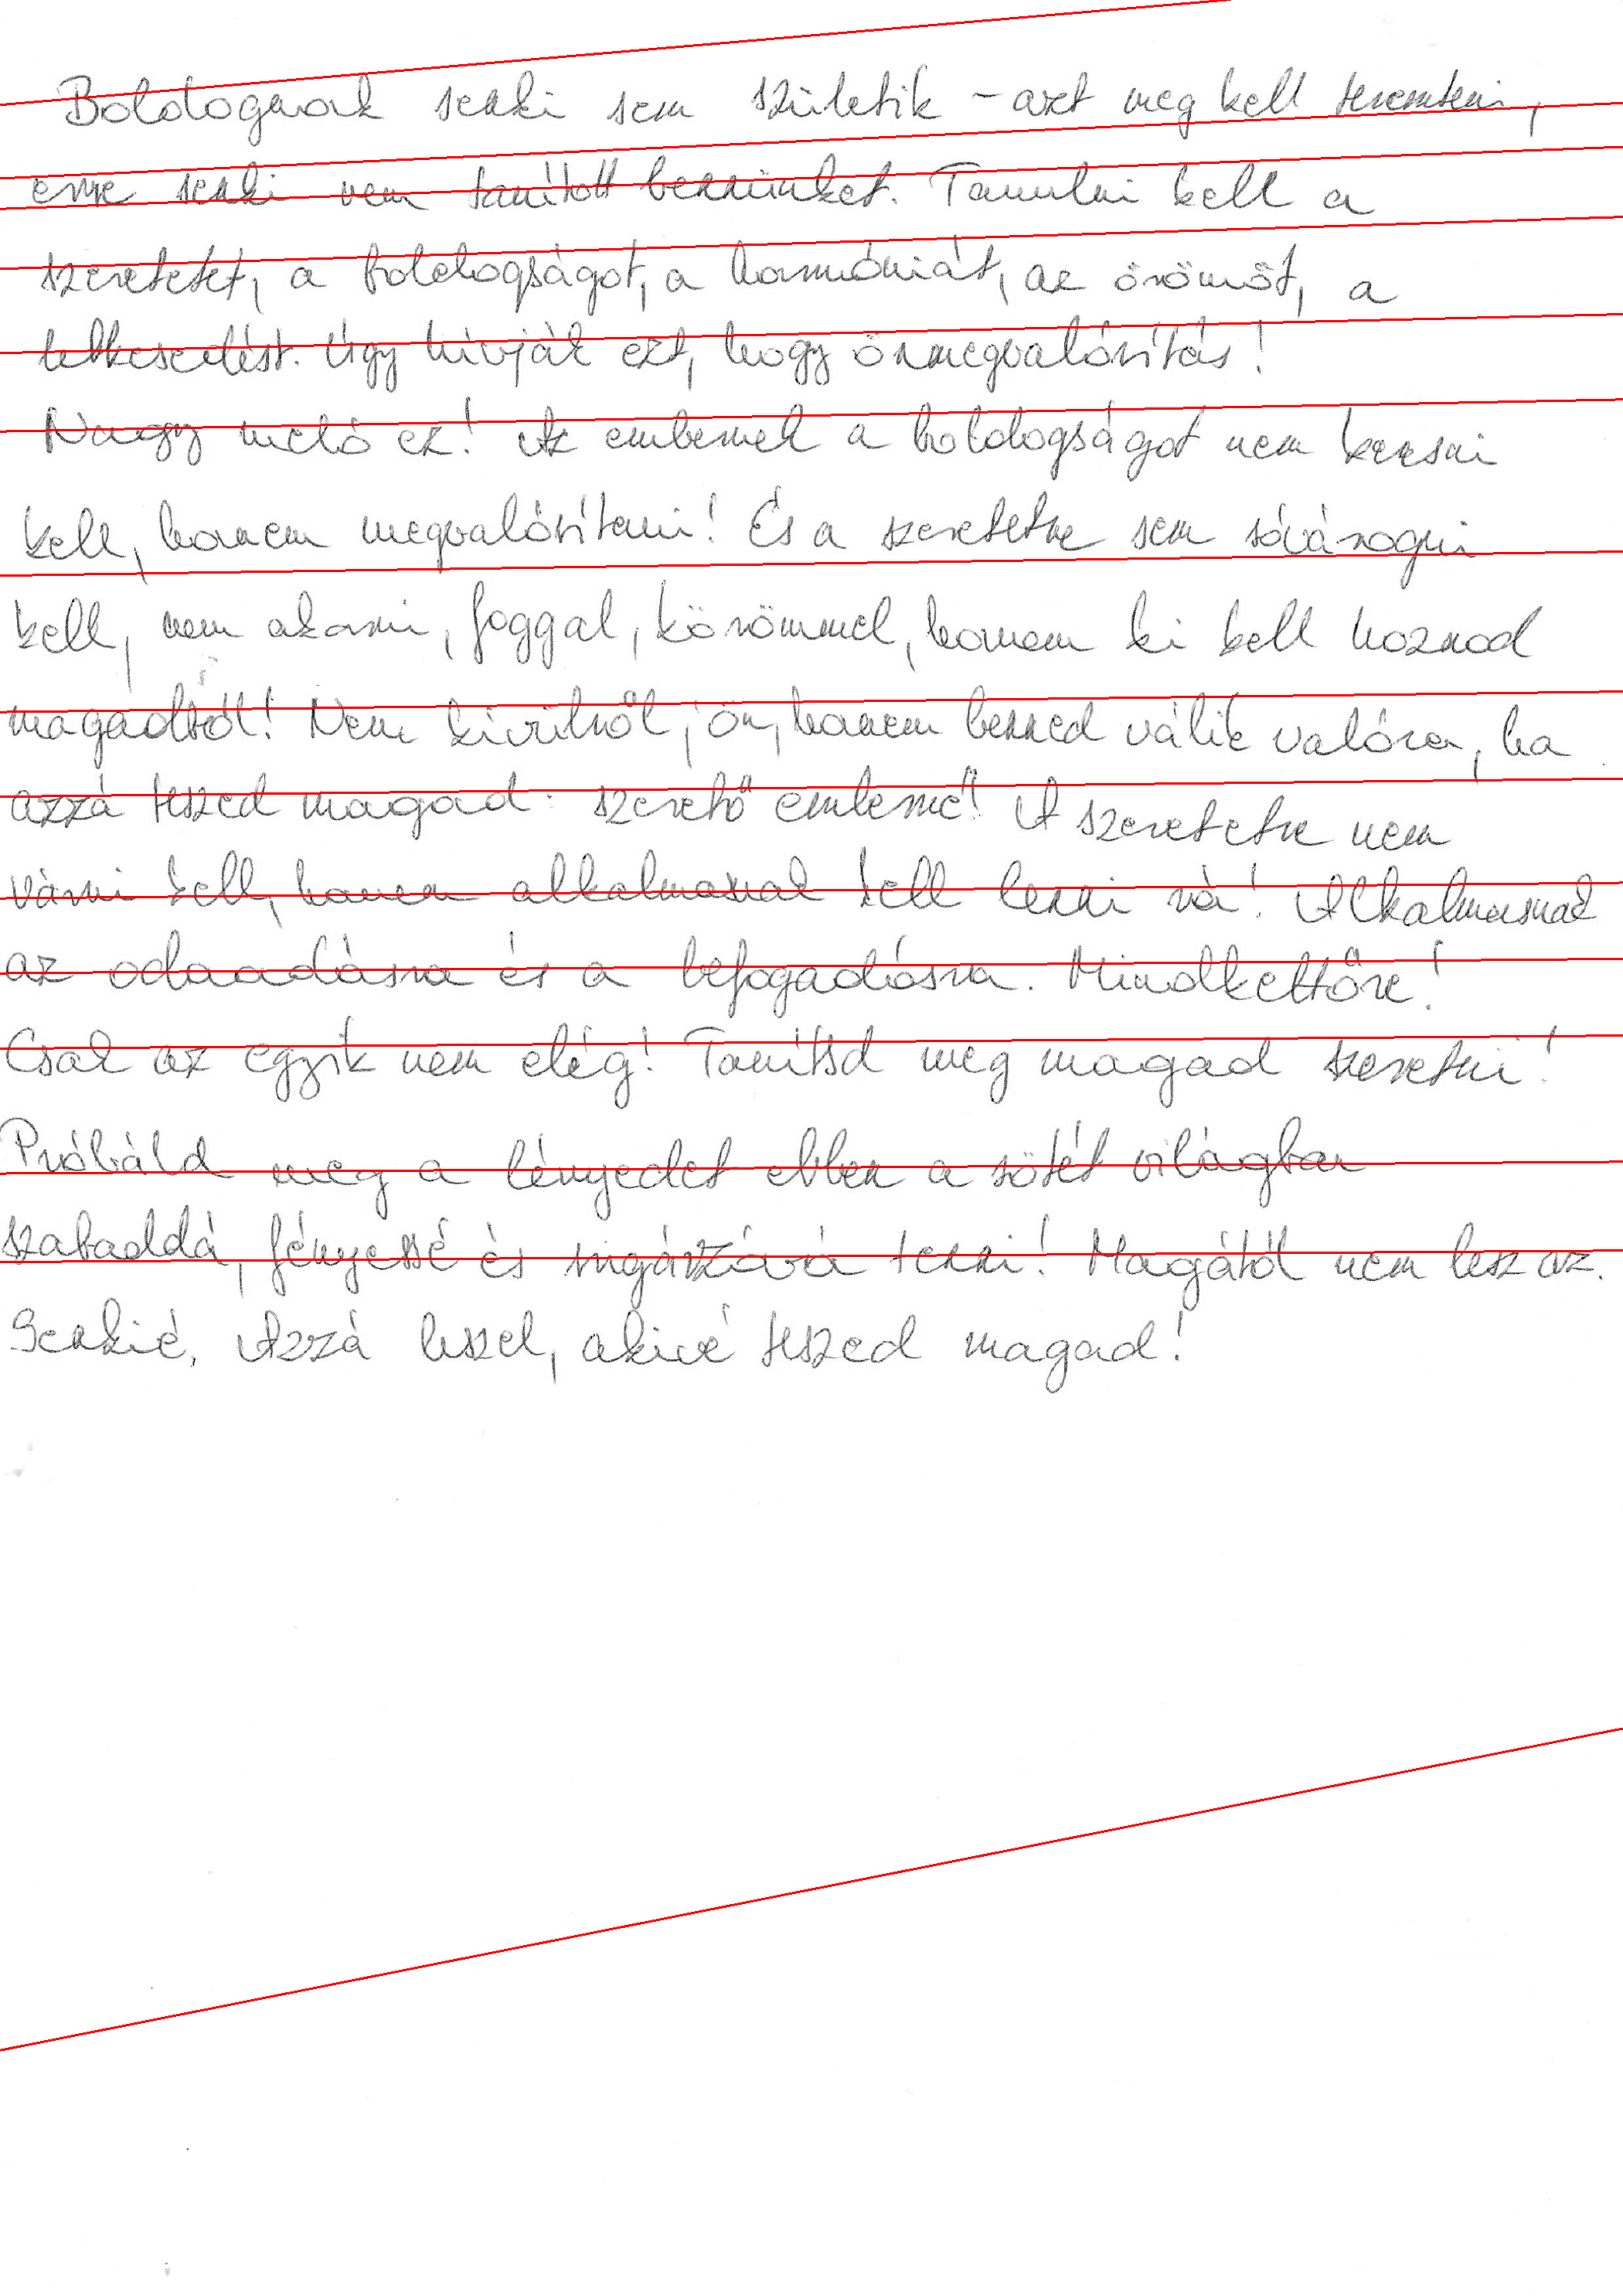 Boldognak senki sem születik – azt meg kell teremteni,
erre senki nem tanított bennünket. Tanulni kell a
szeretetet, a boldogságot, a harmóniát, az örömöt, a
lelkesedést. Úgy hívják ezt, hogy önmegvalósítás!
Nagy meló ez! Az embernek a boldogságot nem keresni
kell, hanem megvalósítani! És a szeretetre sem sóvárogni
kell, nem akarni, foggal, körömmel, hanem ki kell hoznod
magadból! Nem kívülről jön, hanem benned válik valóra, ha
azzá teszed magad: szerető emberré! A szeretetre nem
várni kell, hanem alkalmasnak kell lenni rá! Alkalmasnak
az odaadásra és a befogadásra. Mindkettőre!
Csak az egyik nem elég! Tanítsd meg magad szeretni!
Próbáld meg a lényedet ebben a sötét világban
szabaddá, fényessé és sugárzóvá tenni! Magától nem lesz az.
Senkié. Azzá leszel, akivé teszed magad!